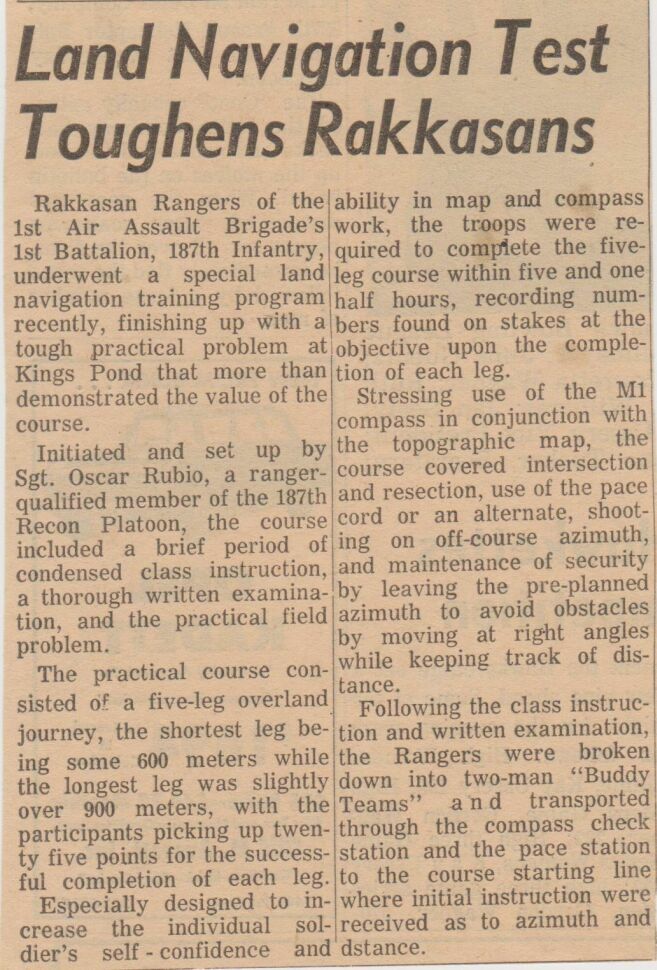 Land Navigation Test
Toughens Rakkasans
Rakkasan Rangers of the
1st Air Assault Brigade's
1st Battalion, 187th Infantry,
underwent a special land
navigation training program
recently, finishing up with a
tough practical problem at
Kings Pond that more than
demonstrated the value of the
course.
Initiated and set up by
Sgt. Oscar Rubio, a ranger-
qualified member of the 187th
Recon Platoon, the course
included a brief period of
condensed class instruction,
a thorough written examina-
tion, and the practical field
problem.
The practical course con-
sisted of a five-leg overland
journey, the shortest leg be-
ing some 600 meters while
the longest leg was slightly
over 900 meters, with the
participants picking up twen-
ty five points for the success-
ful completion of each leg.
Especially designed to in-
crease the individual sol-
dier's self - confidence and
ability in map and compass
work, the troops were re-
quired to complete the five-
leg course within five and one
half hours, recording num-
bers found on stakes at the
objective upon the comple-
tion of each leg.
Stressing use of the M1
compass in conjunction with
the topographic map, the
course covered intersection
and resection, use of the pace
cord or an alternate, shoot-
ing on off-course azimuth,
and maintenance of security
by leaving the pre-planned
azimuth to avoid obstacles
by moving at right angles
while keeping track of dis-
tance.
Following the class instruc-
tion and written examination,
the Rangers were broken
down into two-man "Buddy
Teams" and transported
through the compass check
station and the pace station
to the course starting line
where initial instruction were
received as to azimuth and
dstance.